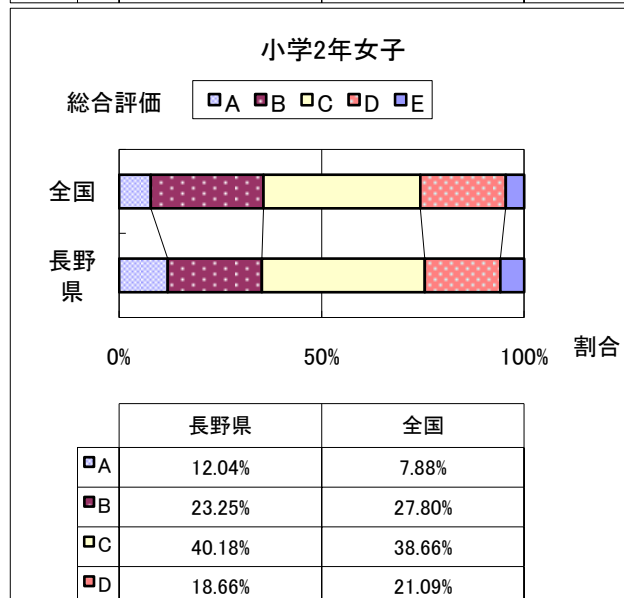 小学2年女子
総合評価 A B C D E
全国
長野
県
0% 50% 100% 割合
長野県 全国
A 12.04% 7.88%
B 23.25% 27.80%
C 40.18% 38.66%
D 18.66% 21.09%